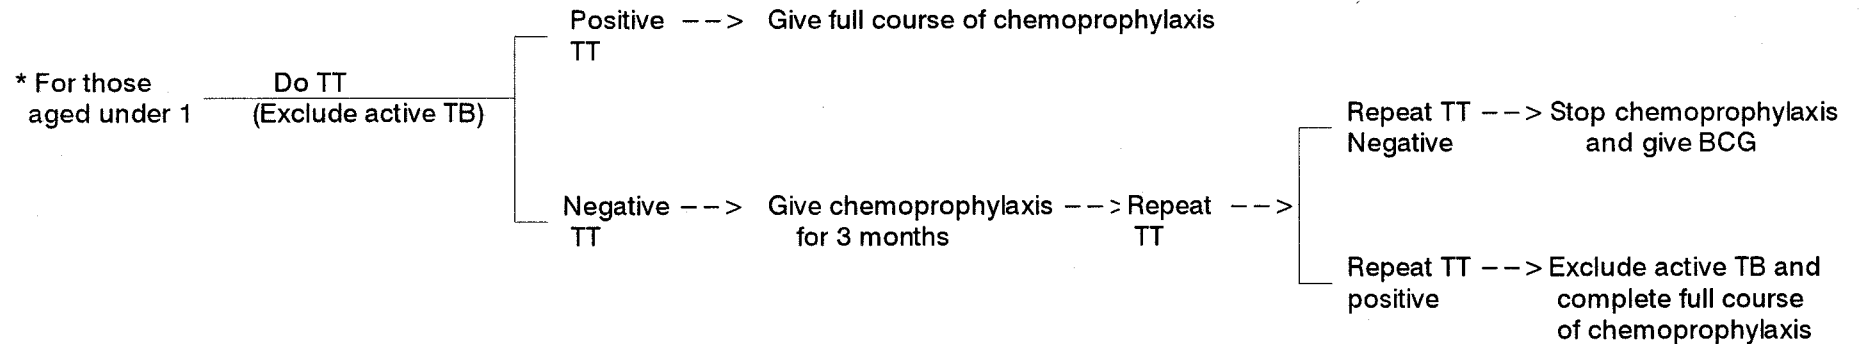 Positive --> Give full course of chemoprophylaxis
TT
* For those Do TT
aged under 1 (Exclude active TB)
Repeat TT --> Stop chemoprophylaxis
Negative and give BCG
Negative --> Give chemoprophylaxis --> Repeat -->
TT for 3 months TT
Repeat TT --> Exclude active TB and
positive complete full course
of chemoprophylaxis